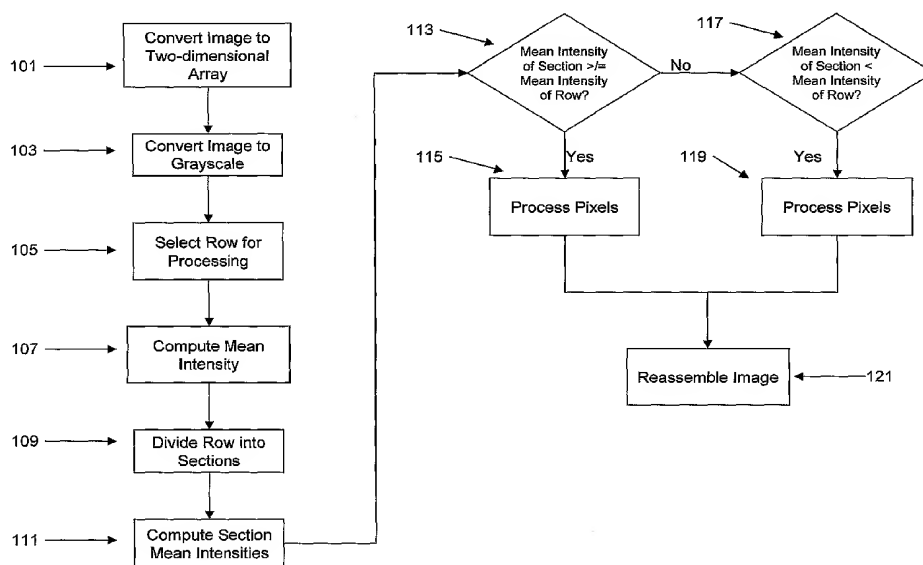 101
Convert Image to
Two-dimensional
Array
103
Convert Image to
Grayscale
105
Select Row for
Processing
107
Compute Mean
Intensity
109
Divide Row into
Sections
111
Compute Section
Mean Intensities
113
Mean Intensity
of Section >/=
Mean Intensity
of Row?
No
Yes
115
Process Pixels
117
Mean Intensity
of Section <
Mean Intensity
of Row?
Yes
119
Process Pixels
Reassemble Image
121